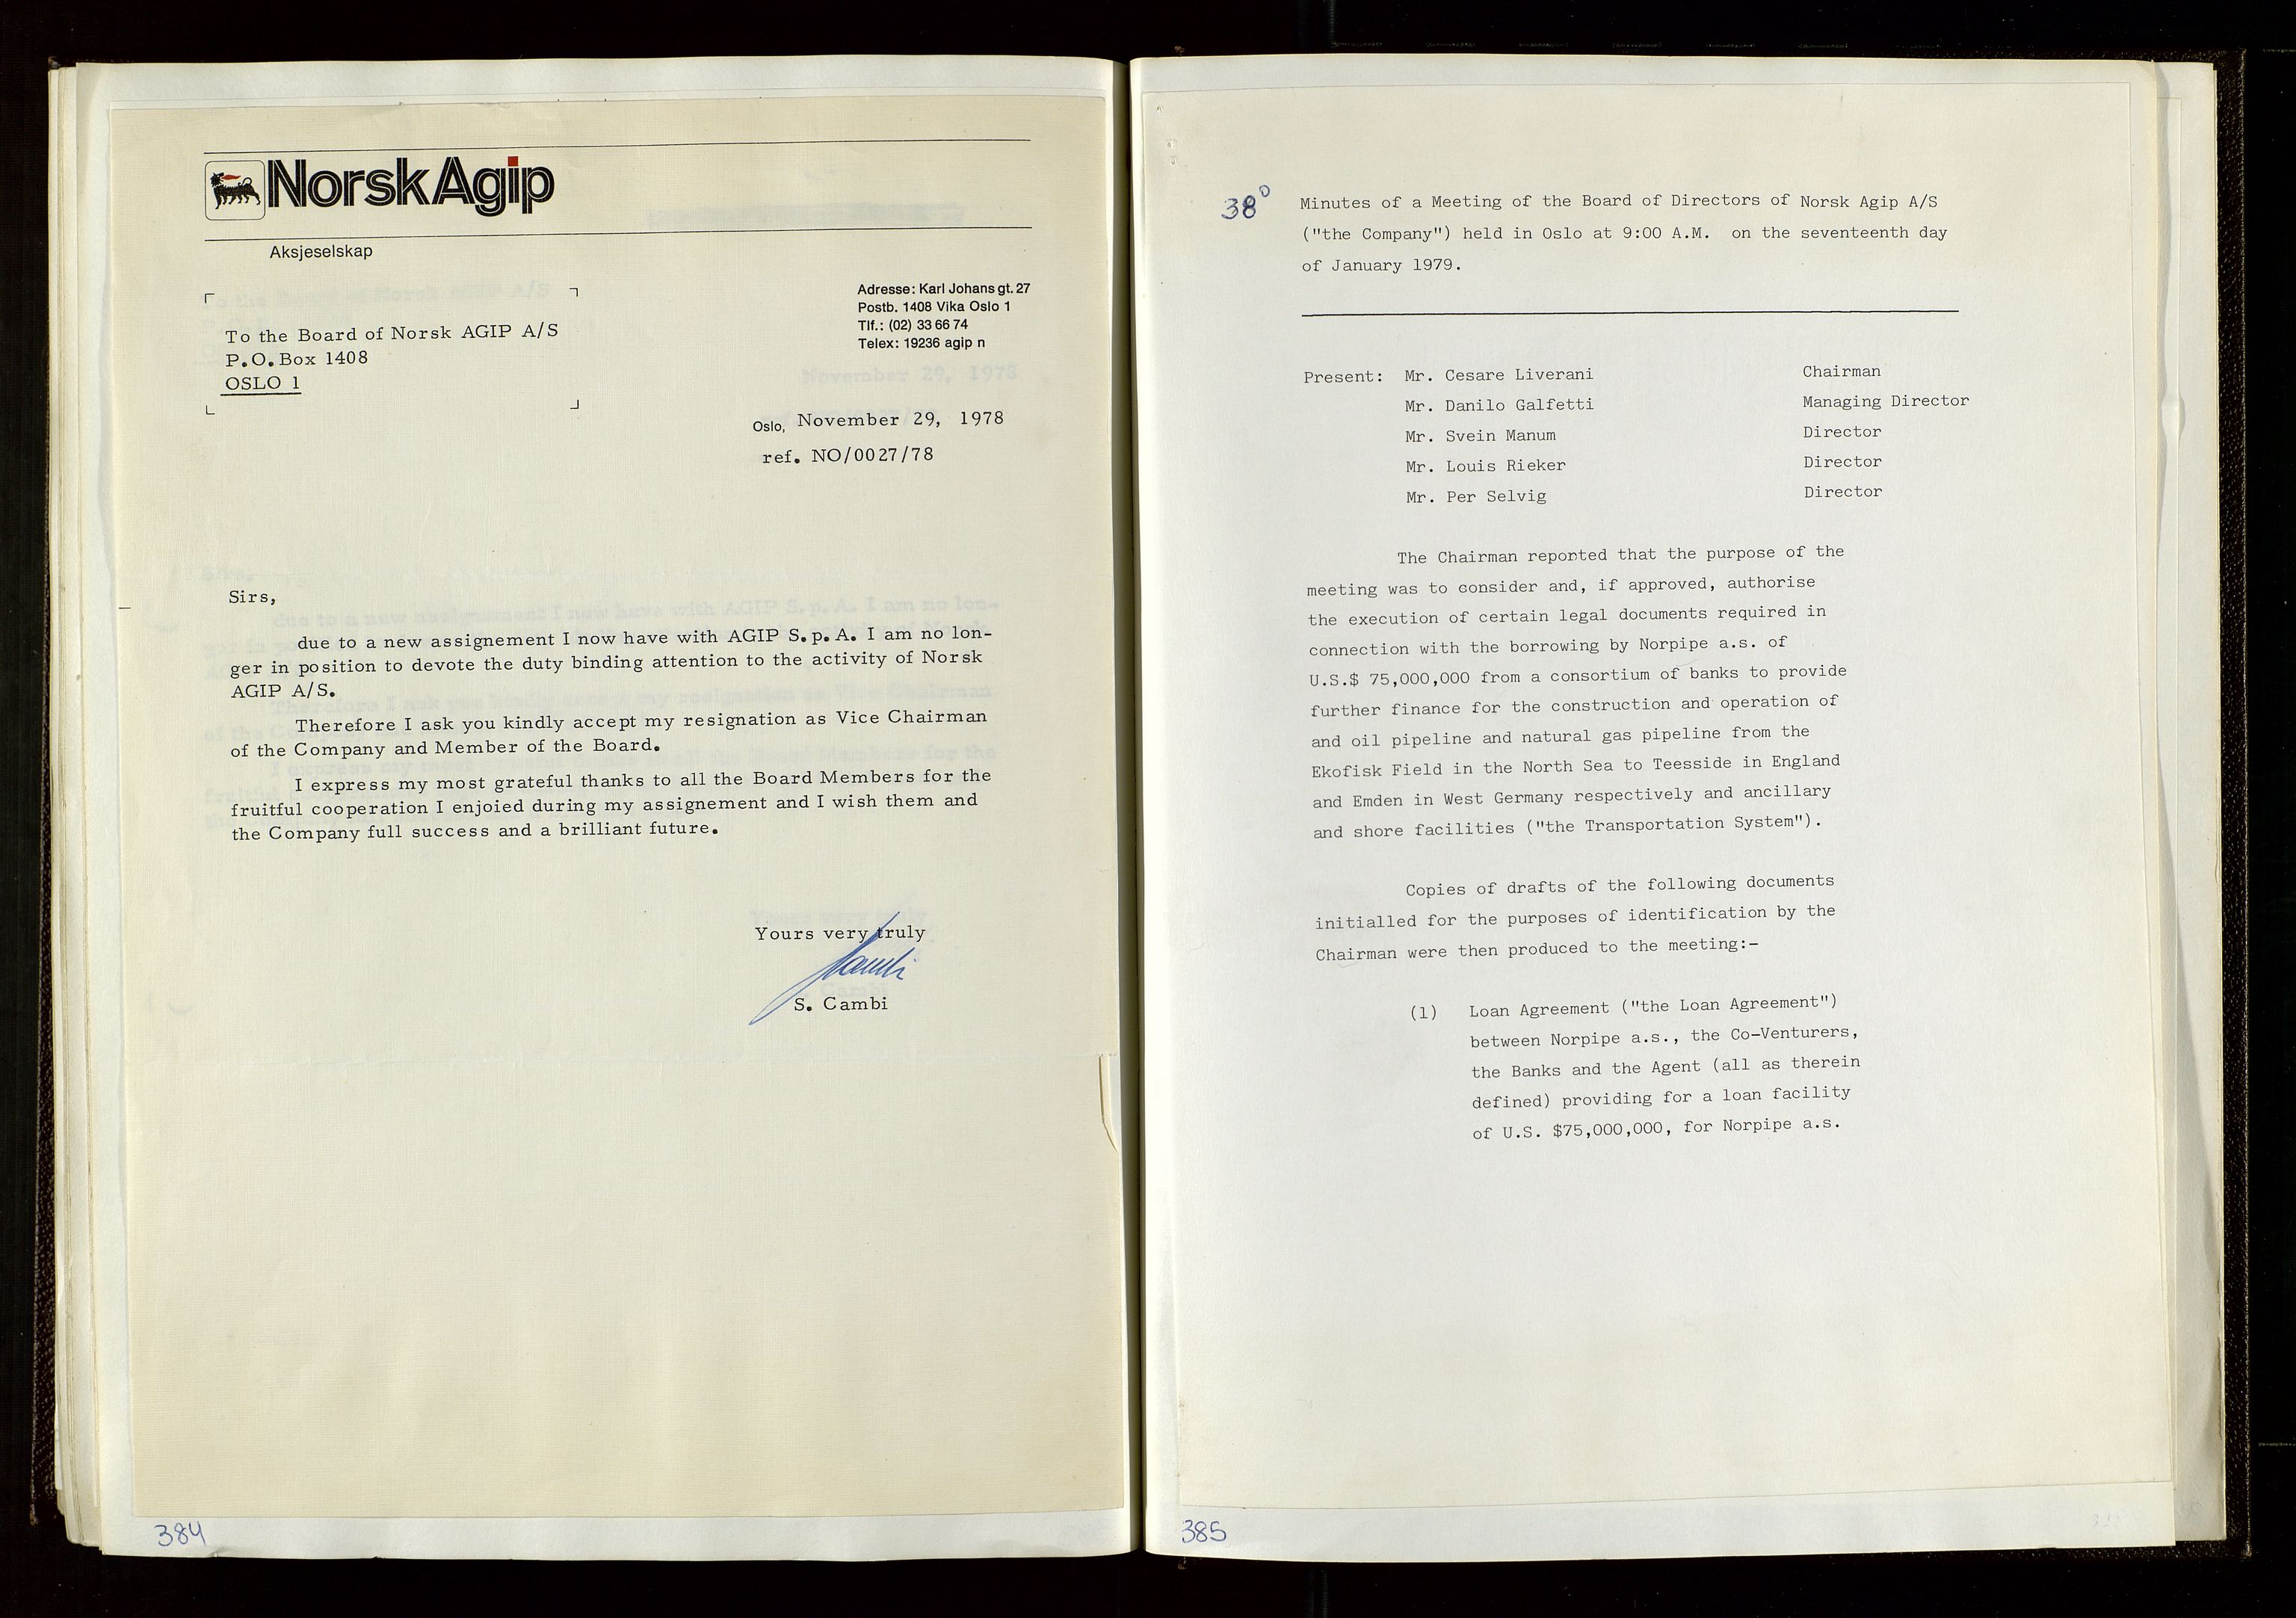 NorskAgip
Aksjeselskap
Adresse: Karl Johans gt. 27
Postb. 1408 Vika Oslo 1
Tlf.: (02) 33 66 74
Telex: 19236 agip n
To the Board of Norsk AGIP A/S
P.O. Box 1408
OSLO 1
Oslo, November 29, 1978
ref. NO/0027/78
Sirs,
due to a new assignement I now have with AGIP S.p.A. I am no lon-
ger in position to devote the duty binding attention to the activity of Norsk
AGIP A/S.
Therefore I ask you kindly accept my resignation as Vice Chairman
of the Company and Member of the Board.
I express my most grateful thanks to all the Board Members for the
fruitful cooperation I enjoied during my assignement and I wish them and
the Company full success and a brilliant future.
Yours very truly
S. Cambi
384
38°
Minutes of a Meeting of the Board of Directors of Norsk Agip A/S
("the Company") held in Oslo at 9:00 A.M. on the seventeenth day
of January 1979.
Present: Mr. Cesare Liverani Chairman
Mr. Danilo Galfetti Managing Director
Mr. Svein Manum Director
Mr. Louis Rieker Director
Mr. Per Selvig Director
The Chairman reported that the purpose of the
meeting was to consider and, if approved, authorise
the execution of certain legal documents required in
connection with the borrowing by Norpipe a.s. of
U.S.$ 75,000,000 from a consortium of banks to provide
further finance for the construction and operation of
and oil pipeline and natural gas pipeline from the
Ekofisk Field in the North Sea to Teesside in England
and Emden in West Germany respectively and ancillary
and shore facilities ("the Transportation System").
Copies of drafts of the following documents
initialled for the purposes of identification by the
Chairman were then produced to the meeting:-
(1) Loan Agreement ("the Loan Agreement")
between Norpipe a.s., the Co-Venturers,
the Banks and the Agent (all as therein
defined) providing for a loan facility
of U.S. $75,000,000, for Norpipe a.s.
385